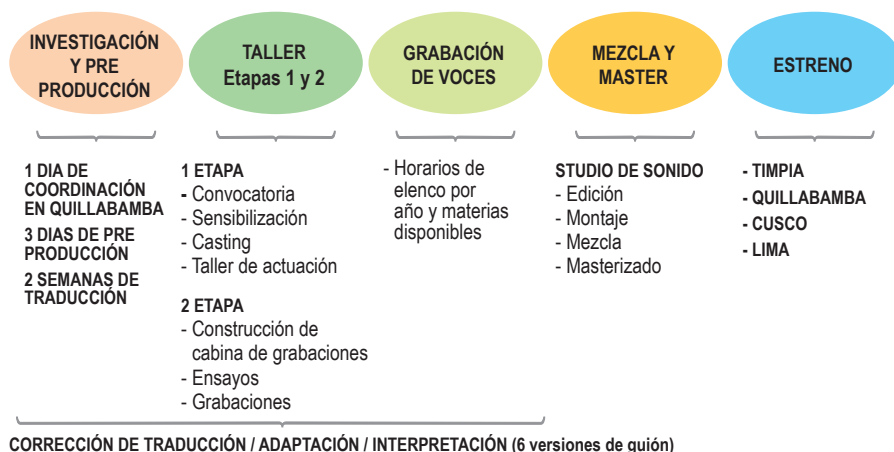 INVESTIGACIÓN
Y PRE
PRODUCCIÓN
TALLER
Etapas 1 y 2
GRABACIÓN
DE VOCES
MEZCLA Y
MASTER
ESTRENO
1 DIA DE
COORDINACIÓN
EN QUILLABAMBA
3 DIAS DE PRE
PRODUCCIÓN
2 SEMANAS DE
TRADUCCIÓN
1 ETAPA
- Convocatoria
- Sensibilización
- Casting
- Taller de actuación
2 ETAPA
- Construcción de
cabina de grabaciones
- Ensayos
- Grabaciones
- Horarios de
elenco por
año y materias
disponibles
STUDIO DE SONIDO
- Edición
- Montaje
- Mezcla
- Masterizado
- TIMPIA
- QUILLABAMBA
- CUSCO
- LIMA
CORRECCIÓN DE TRADUCCIÓN / ADAPTACIÓN / INTERPRETACIÓN (6 versiones de guión)